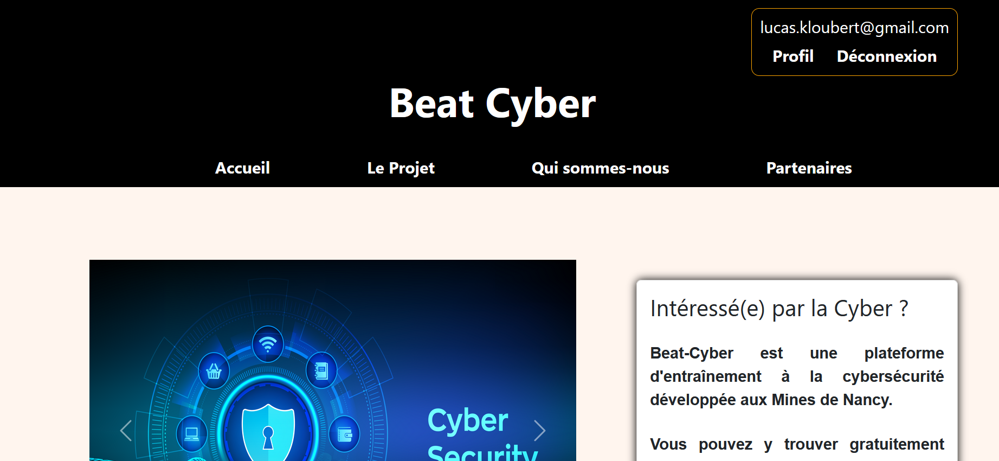 lucas.kloubert@gmail.com
Profil Déconnexion
Beat Cyber
Accueil Le Projet Qui sommes-nous Partenaires
Cyber
Security
Intéressé(e) par la Cyber ?
Beat-Cyber est une plateforme
d'entraînement à la cybersécurité
développée aux Mines de Nancy.
Vous pouvez y trouver gratuitement